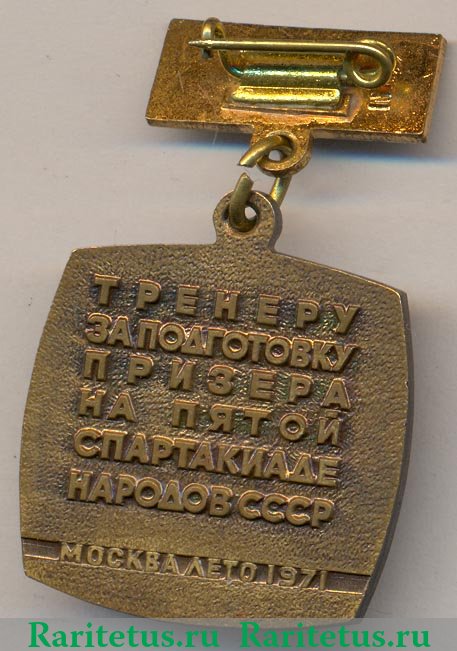 ТРЕНЕРУ
ЗА ПОДГОТОВКУ
ПРИЗЕРА
НА ПЯТОЙ
СПАРТАКИАДЕ
НАРОДОВ СССР
МОСКВА ЛЕТО 1971
Raritetus.ru Raritetus.ru